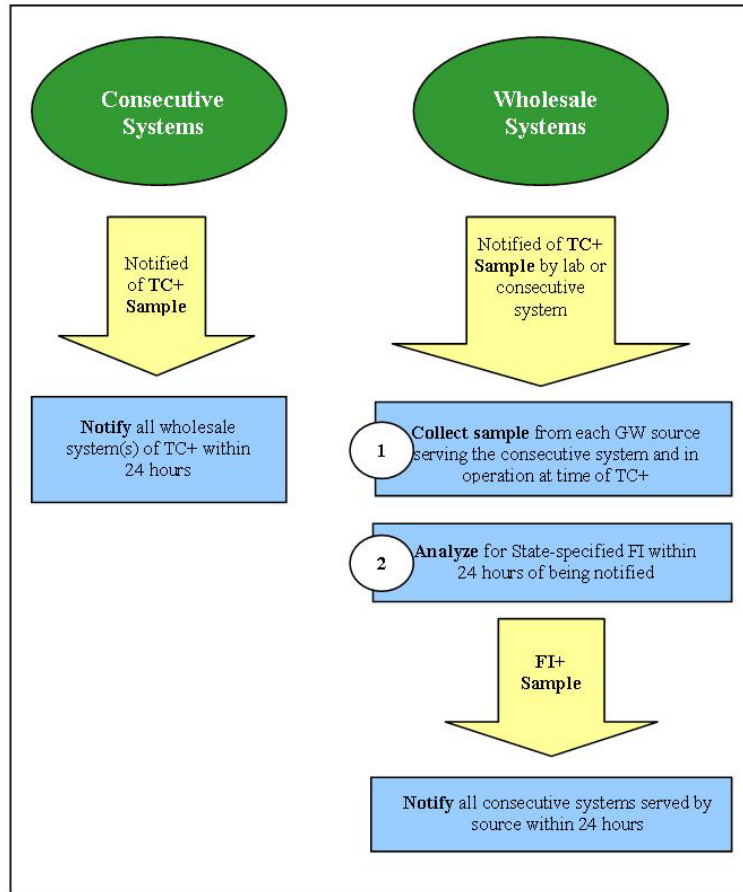 Consecutive
Systems
Notified
of TC+
Sample
Notify all wholesale
system(s) of TC+ within
24 hours
Wholesale
Systems
Notified of TC+
Sample by lab or
consecutive
system
1
Collect sample from each GW source
serving the consecutive system and in
operation at time of TC+
2
Analyze for State-specified FI within
24 hours of being notified
FI+
Sample
Notify all consecutive systems served by
source within 24 hours